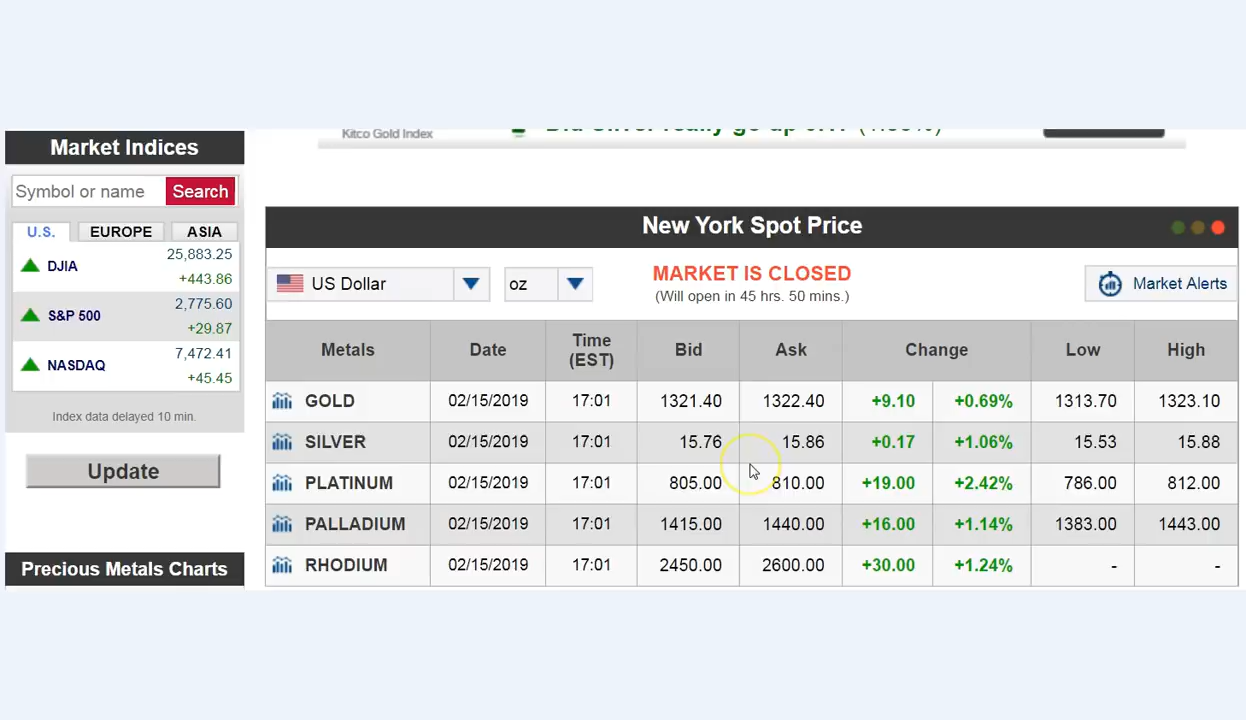 Kitco Gold Index
Market Indices
Symbol or name Search
U.S. EUROPE ASIA
DJIA 25,883.25
+443.86
S&P 500 2,775.60
+29.87
NASDAQ 7,472.41
+45.45
Index data delayed 10 min.
Update
Precious Metals Charts
New York Spot Price
US Dollar oz
MARKET IS CLOSED
(Will open in 45 hrs. 50 mins.)
Market Alerts
Metals Date Time (EST) Bid Ask Change Low High
GOLD 02/15/2019 17:01 1321.40 1322.40 +9.10 +0.69% 1313.70 1323.10
SILVER 02/15/2019 17:01 15.76 15.86 +0.17 +1.06% 15.53 15.88
PLATINUM 02/15/2019 17:01 805.00 810.00 +19.00 +2.42% 786.00 812.00
PALLADIUM 02/15/2019 17:01 1415.00 1440.00 +16.00 +1.14% 1383.00 1443.00
RHODIUM 02/15/2019 17:01 2450.00 2600.00 +30.00 +1.24% - -